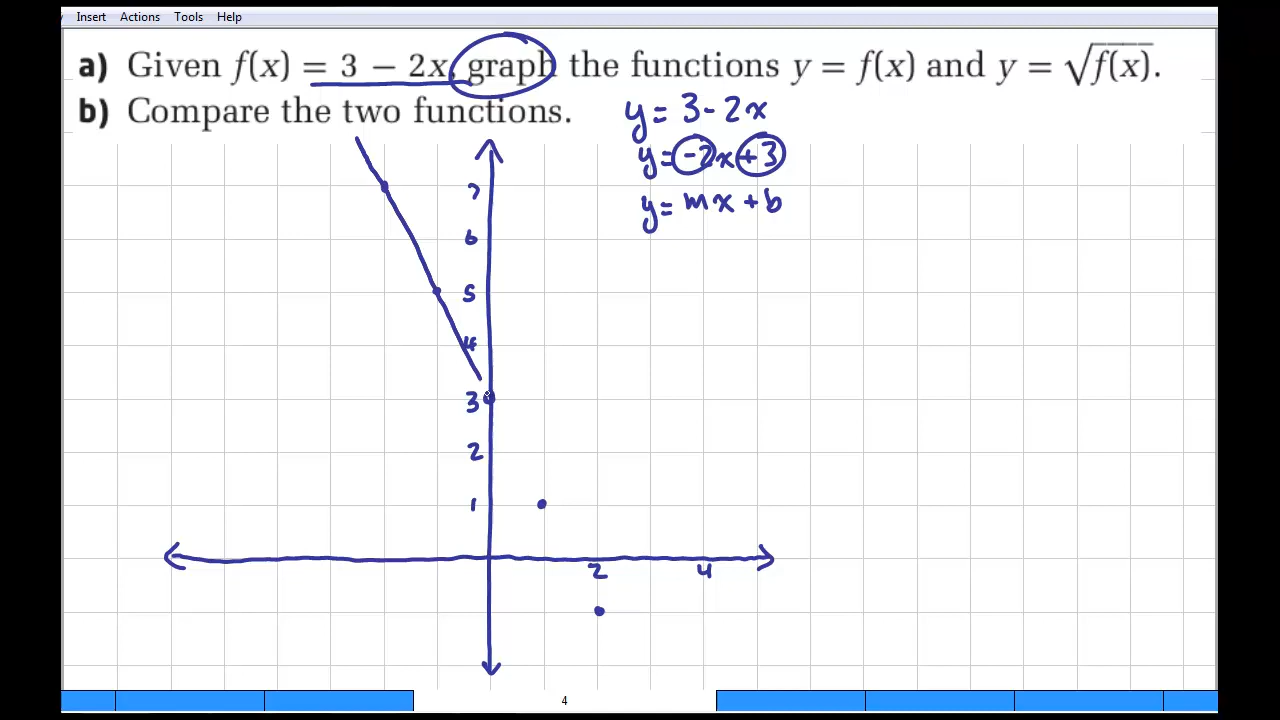 Insert Actions Tools Help
a) Given f(x) = 3 − 2x, graph the functions y = f(x) and y = √f(x).
b) Compare the two functions.
y = 3 - 2x
y = -2x + 3
y = mx + b
7
6
5
4
3
2
1
2 4
4